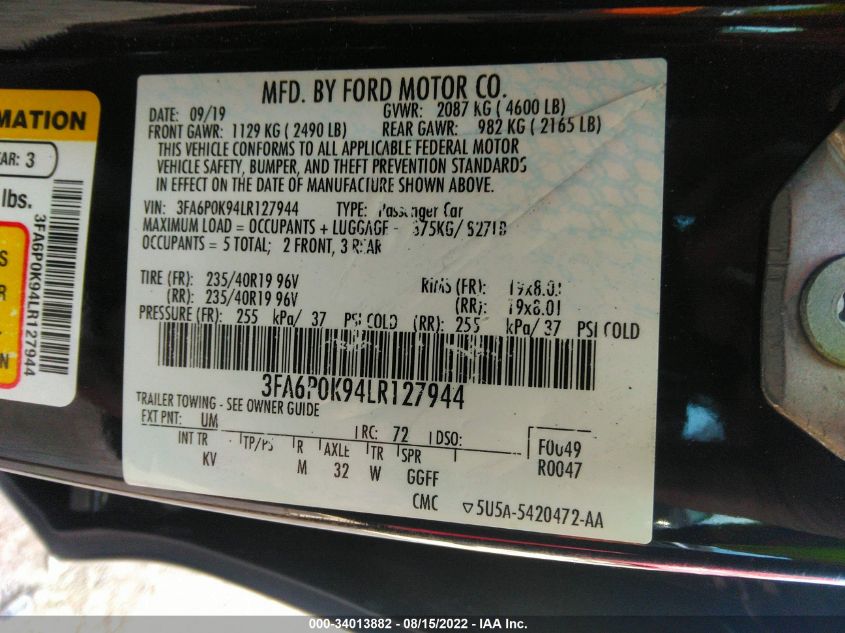 MATION
EAR: 3
lbs.
3FA6P0K94LR127944
S
R
N
MFD. BY FORD MOTOR CO.
DATE: 09/19 GVWR: 2087 KG ( 4600 LB)
FRONT GAWR: 1129 KG ( 2490 LB) REAR GAWR: 982 KG ( 2165 LB)
THIS VEHICLE CONFORMS TO ALL APPLICABLE FEDERAL MOTOR
VEHICLE SAFETY, BUMPER, AND THEFT PREVENTION STANDARDS
IN EFFECT ON THE DATE OF MANUFACTURE SHOWN ABOVE.
VIN: 3FA6P0K94LR127944 TYPE: Passenger Car
MAXIMUM LOAD = OCCUPANTS + LUGGAGE -
OCCUPANTS = 5 TOTAL; 2 FRONT, 3 REAR
TIRE (FR): 235/40R19 96V RIMS (FR): 19x8.0J
(RR): 235/40R19 96V (RR): 19x8.0J
PRESSURE (FR): 255 kPa/ 37 PSI COLD (RR): 255 kPa/ 37 PSI COLD
3FA6P0K94LR127944
TRAILER TOWING - SEE OWNER GUIDE
EXT PNT: UM RC: 72 DSO:
INT TR TP/PS R AXLE TR SPR F0049
KV M 32 W GGFF R0047
CMC ▽5U5A-5420472-AA
000-34013882 - 08/15/2022 - IAA Inc.